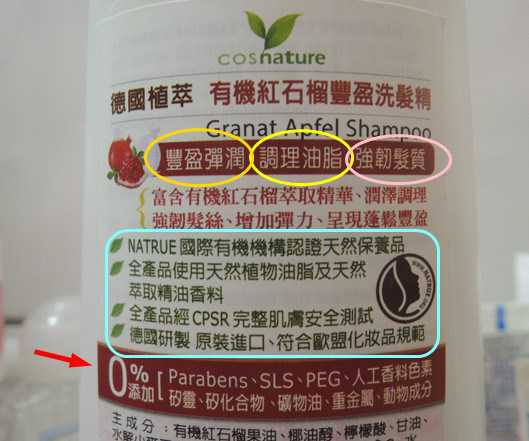 cosnature
德國植萃 有機紅石榴豐盈洗髮精
Granat Apfel Shampoo
豐盈彈潤 調理油脂 強韌髮質
富含有機紅石榴萃取精華、潤澤調理
強韌髮絲、增加彈力、呈現蓬鬆豐盈
NATRUE 國際有機機構認證天然保養品
全產品使用天然植物油脂及天然
萃取精油香料
全產品經 CPSR 完整肌膚安全測試
德國研製 原裝進口、符合歐盟化妝品規範
0% 添加 [ Parabens、SLS、PEG、人工香料色素
矽靈、矽化合物、礦物油、重金屬、動物成分
主成分：有機紅石榴果油、椰油醇、檸檬酸、甘油、